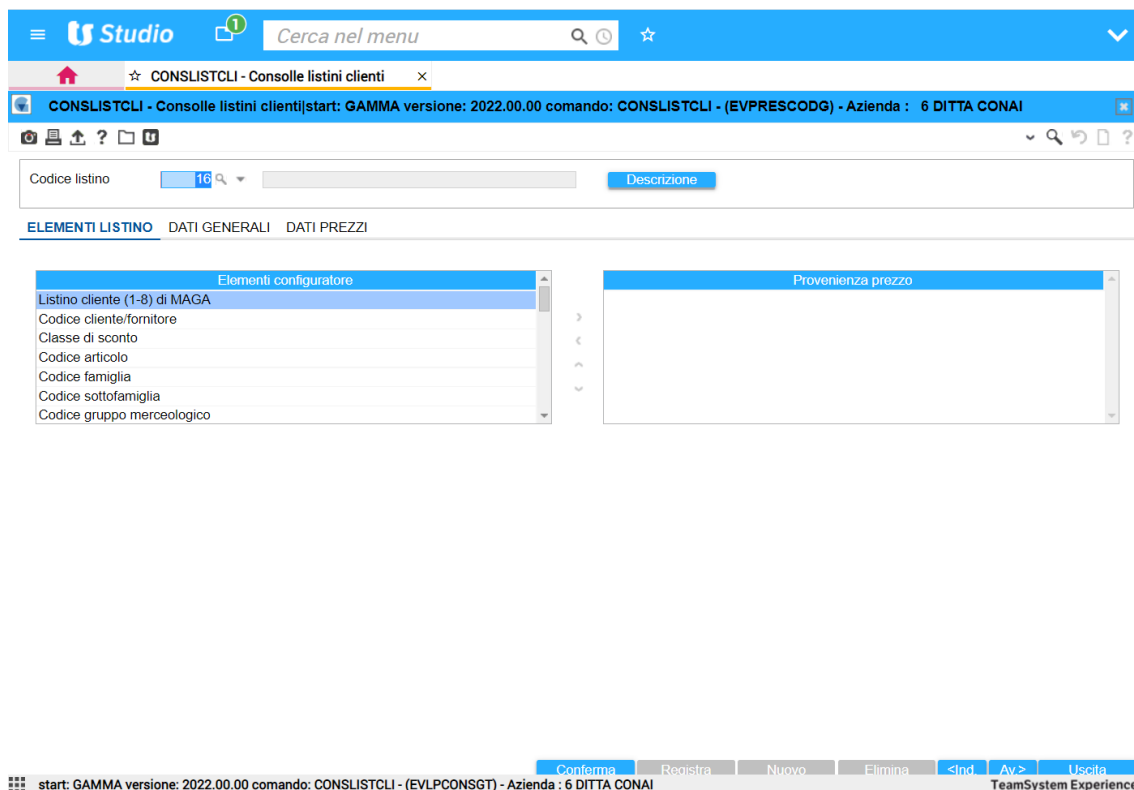 Studio 1 Cerca nel menu
CONSLISTCLI - Consolle listini clienti ×
CONSLISTCLI - Consolle listini clienti|start: GAMMA versione: 2022.00.00 comando: CONSLISTCLI - (EVPRESCODG) - Azienda : 6 DITTA CONAI
Codice listino 16 Descrizione
ELEMENTI LISTINO DATI GENERALI DATI PREZZI
Elementi configuratore Provenienza prezzo
Listino cliente (1-8) di MAGA
Codice cliente/fornitore
Classe di sconto
Codice articolo
Codice famiglia
Codice sottofamiglia
Codice gruppo merceologico
Conferma Registra Nuovo Elimina <Ind. Av.> Uscita
start: GAMMA versione: 2022.00.00 comando: CONSLISTCLI - (EVLPCONSGT) - Azienda : 6 DITTA CONAI TeamSystem Experience